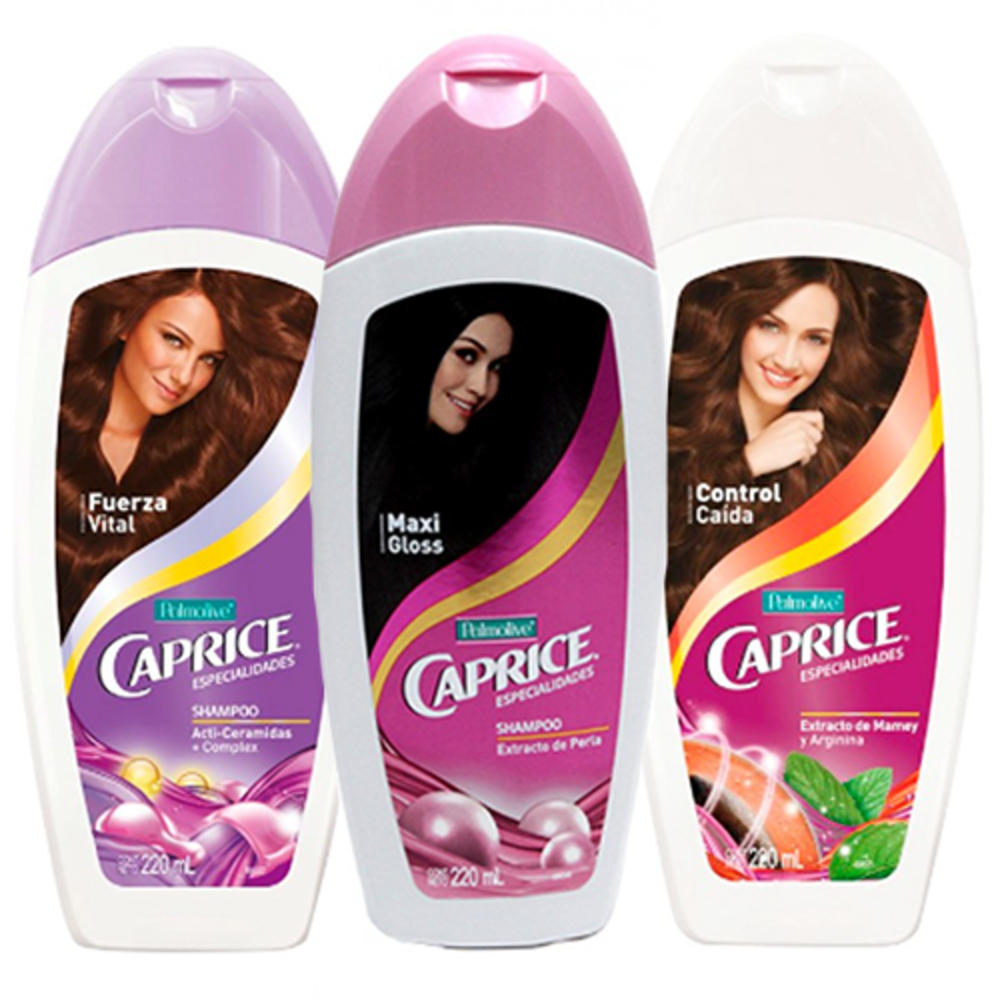 Fuerza
Vital
Palmolive
CAPRICE
ESPECIALIDADES
SHAMPOO
Acti-Ceramidas
+ Complex
220 mL
Maxi
Gloss
Palmolive
CAPRICE
ESPECIALIDADES
SHAMPOO
Extracto de Perla
220 mL
Control
Caída
Palmolive
CAPRICE
ESPECIALIDADES
Extracto de Mamey
y Arginina
220 mL